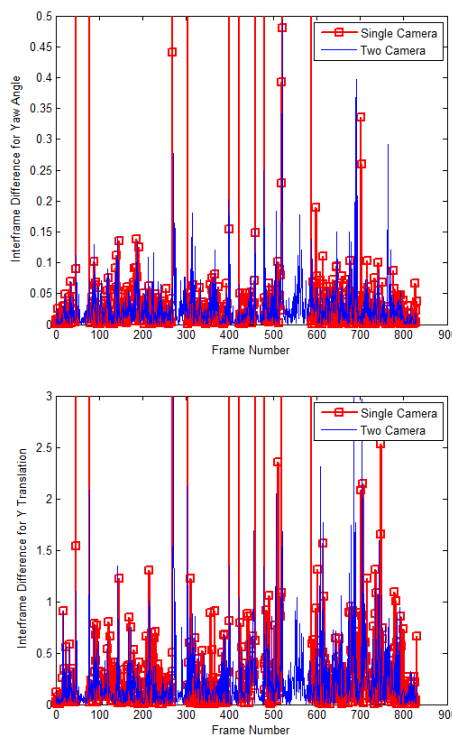 0.5
0.45
0.4
0.35
0.3
0.25
0.2
0.15
0.1
0.05
0
Interframe Difference for Yaw Angle
Single Camera
Two Camera
0 100 200 300 400 500 600 700 800 900
Frame Number
3
2.5
2
1.5
1
0.5
0
Interframe Difference for Y Translation
Single Camera
Two Camera
0 100 200 300 400 500 600 700 800 900
Frame Number